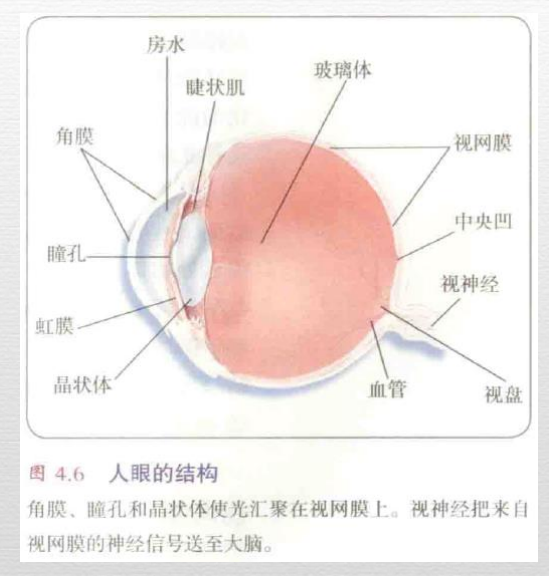 房水
玻璃体
睫状肌
角膜
视网膜
中央凹
瞳孔
视神经
虹膜
晶状体
血管
视盘
图 4.6 人眼的结构
角膜、瞳孔和晶状体使光汇聚在视网膜上。视神经把来自
视网膜的神经信号送至大脑。